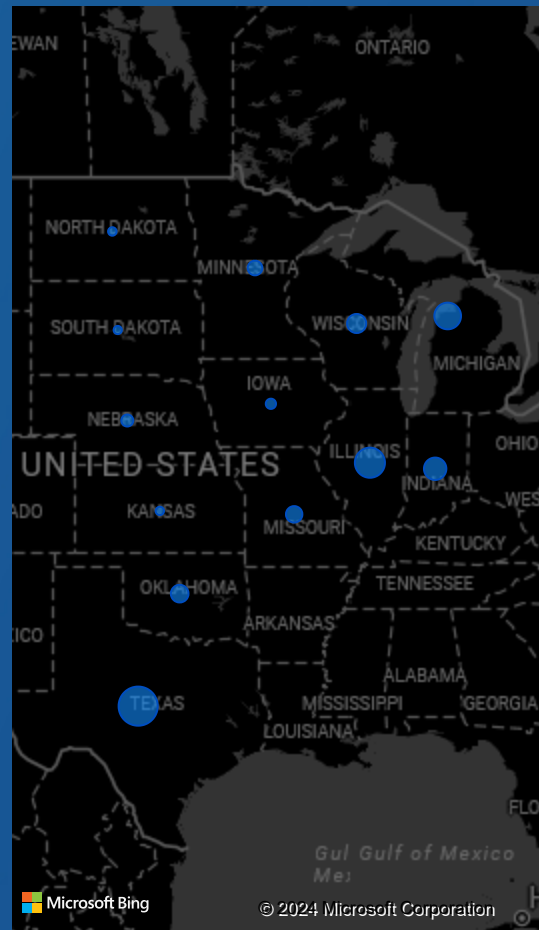 EWAN
ONTARIO
NORTH DAKOTA
MINNESOTA
SOUTH DAKOTA
WISCONSIN
MICHIGAN
IOWA
NEBRASKA
OHIO
ILLINOIS
UNITED STATES
INDIANA
WES
ADO
KANSAS
MISSOURI
KENTUCKY
TENNESSEE
OKLAHOMA
ARKANSAS
ICO
ALABAMA
TEXAS
MISSISSIPPI
GEORGIA
LOUISIANA
FLO
Gul Gulf of Mexico
Me
H
Microsoft Bing
© 2024 Microsoft Corporation